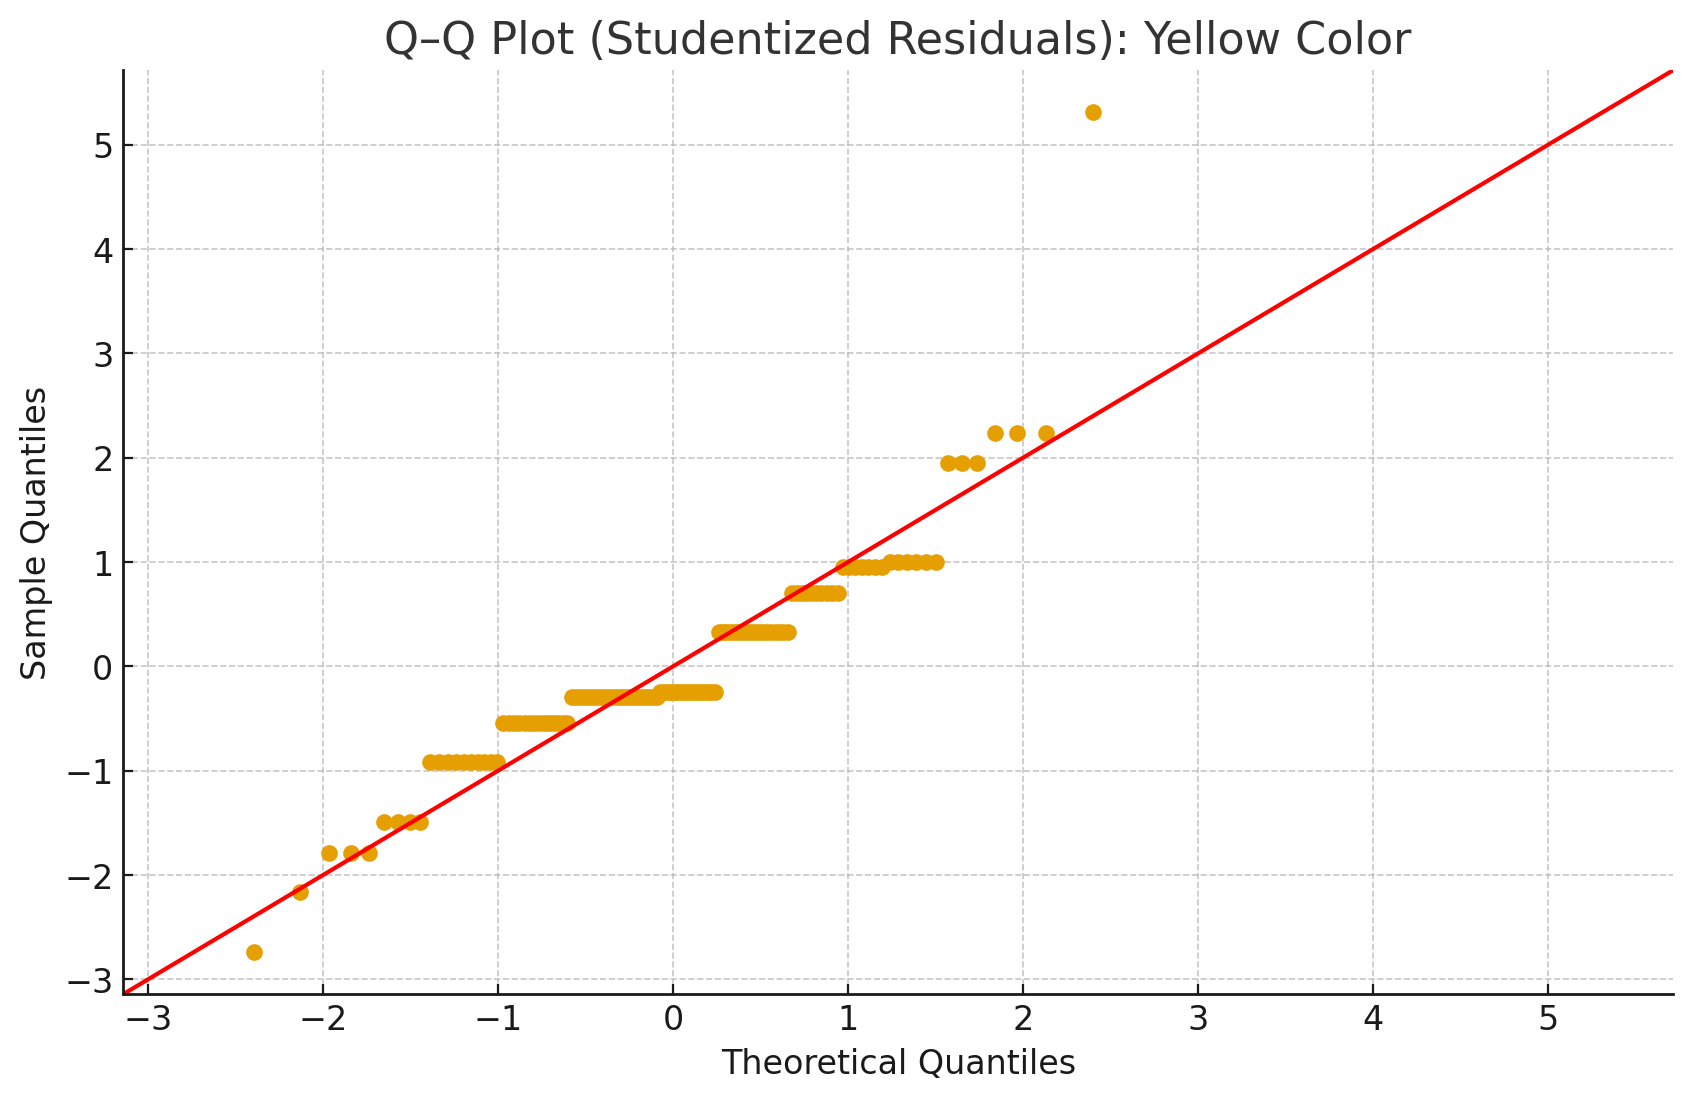 Q–Q Plot (Studentized Residuals): Yellow Color
Sample Quantiles
5
4
3
2
1
0
−1
−2
−3
−3 −2 −1 0 1 2 3 4 5
Theoretical Quantiles